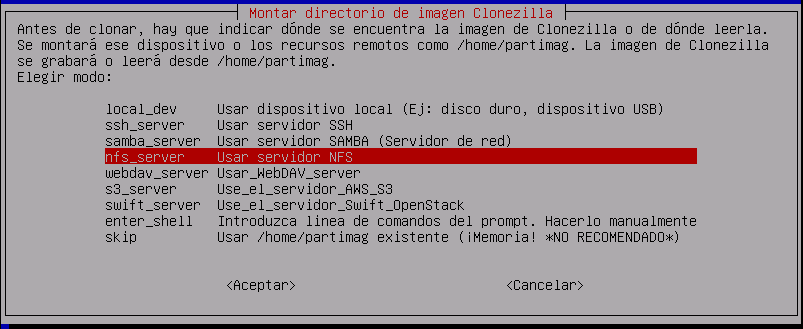 Montar directorio de imagen Clonezilla
Antes de clonar, hay que indicar dónde se encuentra la imagen de Clonezilla o de dónde leerla.
Se montará ese dispositivo o los recursos remotos como /home/partimag. La imagen de Clonezilla
se grabará o leerá desde /home/partimag.
Elegir modo:
local_dev Usar dispositivo local (Ej: disco duro, dispositivo USB)
ssh_server Usar servidor SSH
samba_server Usar servidor SAMBA (Servidor de red)
nfs_server Usar servidor NFS
webdav_server Usar_WebDAV_server
s3_server Use_el_servidor_AWS_S3
swift_server Use_el_servidor_Swift_OpenStack
enter_shell Introduzca linea de comandos del prompt. Hacerlo manualmente
skip Usar /home/partimag existente (¡Memoria! *NO RECOMENDADO*)
<Aceptar> <Cancelar>